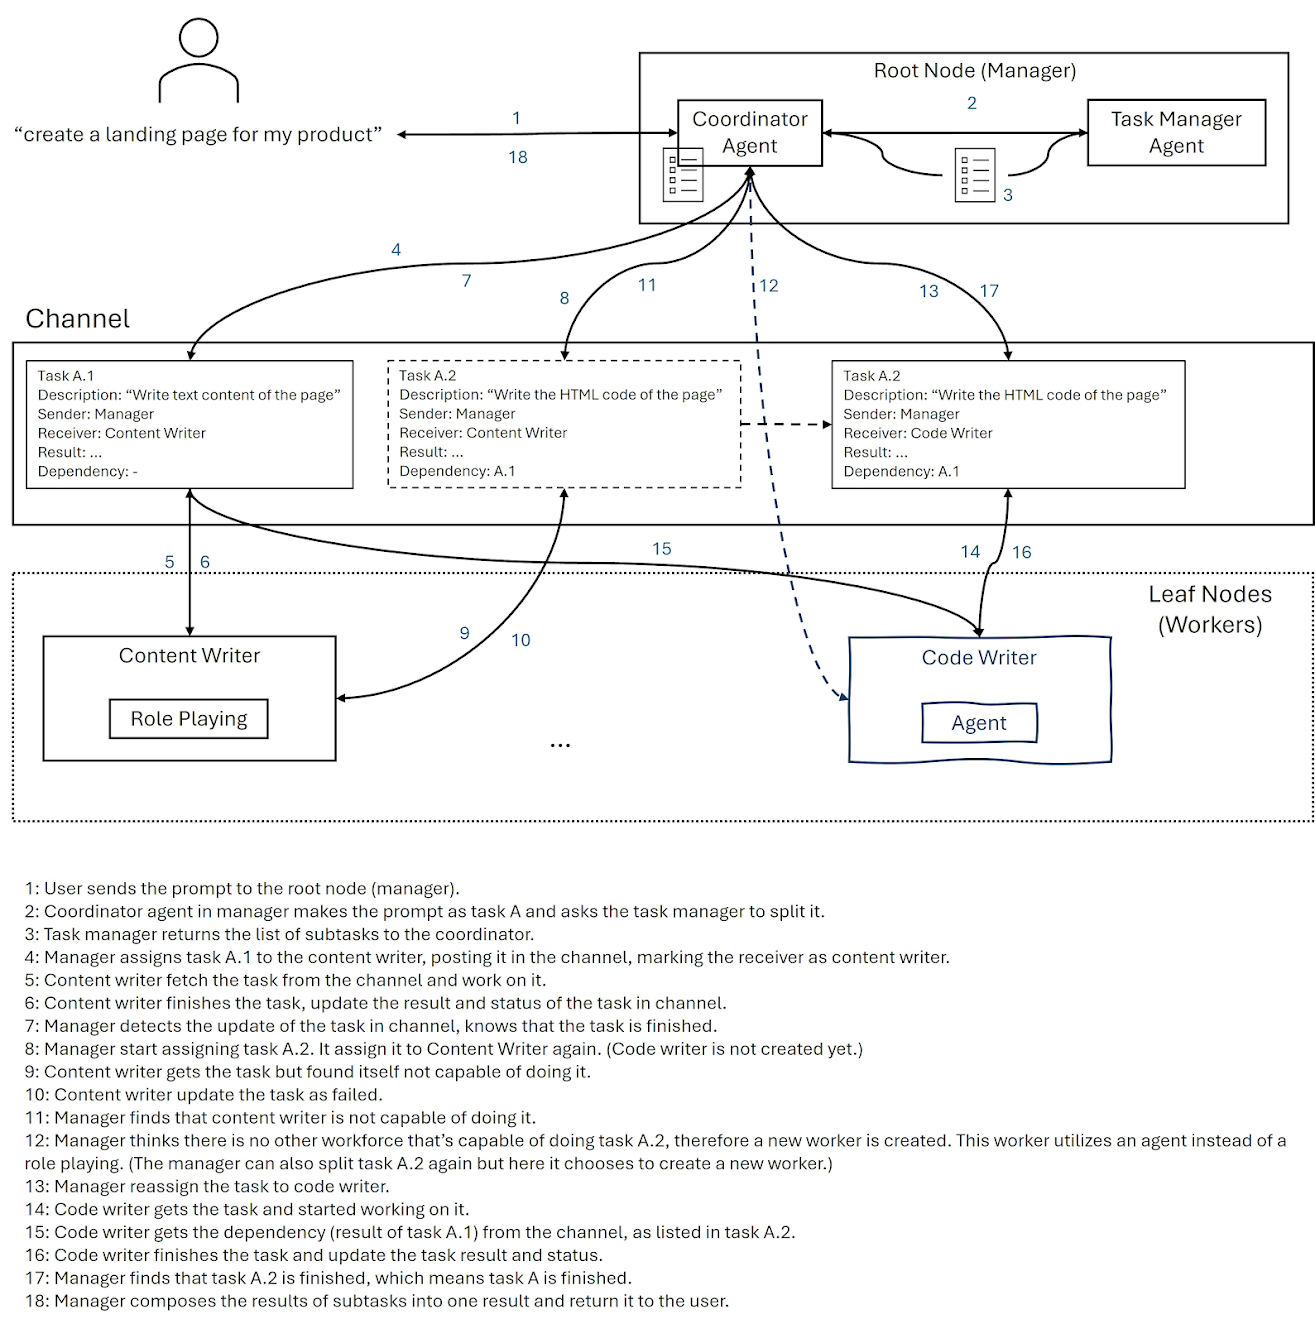 Root Node (Manager)
Coordinator
Agent
2
Task Manager
Agent
3
“create a landing page for my product”
1
18
4
7
8
11
12
13
17
Channel
Task A.1
Description: “Write text content of the page”
Sender: Manager
Receiver: Content Writer
Result: ...
Dependency: -
Task A.2
Description: “Write the HTML code of the page”
Sender: Manager
Receiver: Content Writer
Result: ...
Dependency: A.1
Task A.2
Description: “Write the HTML code of the page”
Sender: Manager
Receiver: Code Writer
Result: ...
Dependency: A.1
5
6
15
14
16
9
10
Leaf Nodes
(Workers)
Content Writer
Role Playing
...
Code Writer
Agent
1: User sends the prompt to the root node (manager).
2: Coordinator agent in manager makes the prompt as task A and asks the task manager to split it.
3: Task manager returns the list of subtasks to the coordinator.
4: Manager assigns task A.1 to the content writer, posting it in the channel, marking the receiver as content writer.
5: Content writer fetch the task from the channel and work on it.
6: Content writer finishes the task, update the result and status of the task in channel.
7: Manager detects the update of the task in channel, knows that the task is finished.
8: Manager start assigning task A.2. It assign it to Content Writer again. (Code writer is not created yet.)
9: Content writer gets the task but found itself not capable of doing it.
10: Content writer update the task as failed.
11: Manager finds that content writer is not capable of doing it.
12: Manager thinks there is no other workforce that’s capable of doing task A.2, therefore a new worker is created. This worker utilizes an agent instead of a
role playing. (The manager can also split task A.2 again but here it chooses to create a new worker.)
13: Manager reassign the task to code writer.
14: Code writer gets the task and started working on it.
15: Code writer gets the dependency (result of task A.1) from the channel, as listed in task A.2.
16: Code writer finishes the task and update the task result and status.
17: Manager finds that task A.2 is finished, which means task A is finished.
18: Manager composes the results of subtasks into one result and return it to the user.